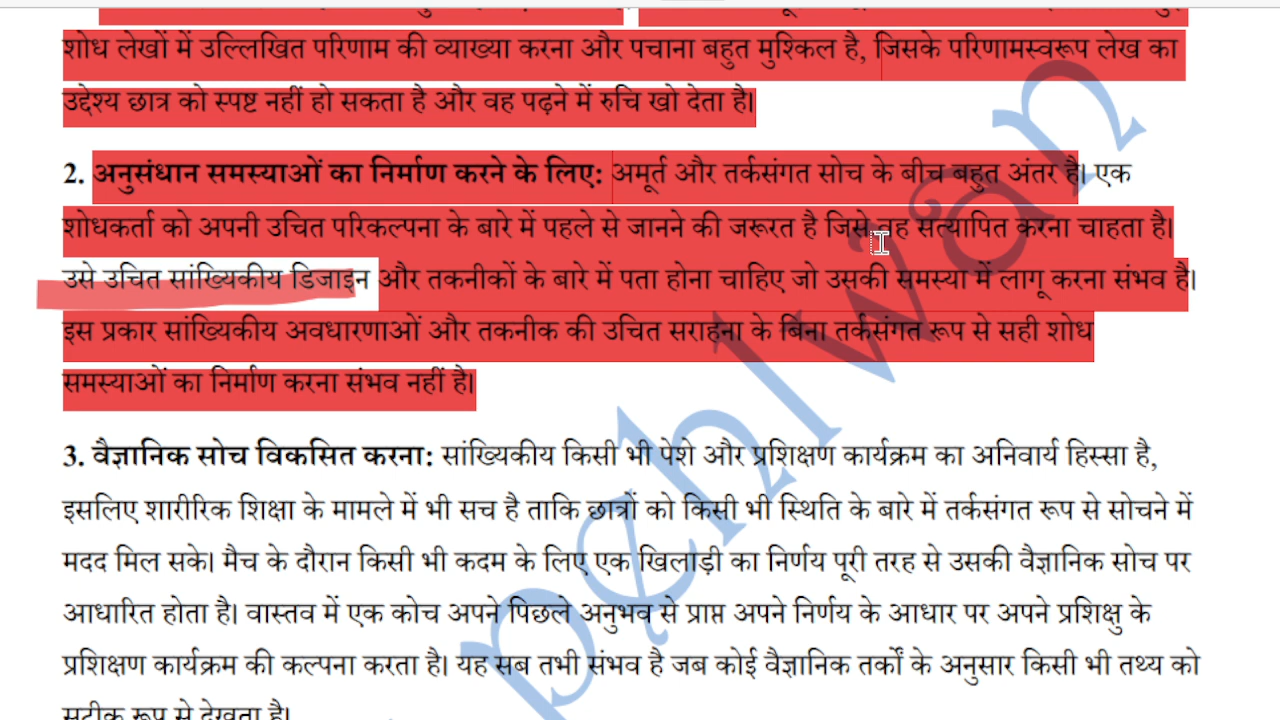 शोध लेखों में उल्लिखित परिणाम की व्याख्या करना और पचाना बहुत मुश्किल है, जिसके परिणामस्वरूप लेख का
उद्देश्य छात्र को स्पष्ट नहीं हो सकता है और वह पढ़ने में रुचि खो देता है।
2. अनुसंधान समस्याओं का निर्माण करने के लिए: अमूर्त और तर्कसंगत सोच के बीच बहुत अंतर है। एक
शोधकर्ता को अपनी उचित परिकल्पना के बारे में पहले से जानने की जरूरत है जिसे वह सत्यापित करना चाहता है।
उसे उचित सांख्यिकीय डिजाइन और तकनीकों के बारे में पता होना चाहिए जो उसकी समस्या में लागू करना संभव है।
इस प्रकार सांख्यिकीय अवधारणाओं और तकनीक की उचित सराहना के बिना तर्कसंगत रूप से सही शोध
समस्याओं का निर्माण करना संभव नहीं है।
3. वैज्ञानिक सोच विकसित करना: सांख्यिकीय किसी भी पेशे और प्रशिक्षण कार्यक्रम का अनिवार्य हिस्सा है,
इसलिए शारीरिक शिक्षा के मामले में भी सच है ताकि छात्रों को किसी भी स्थिति के बारे में तर्कसंगत रूप से सोचने में
मदद मिल सके। मैच के दौरान किसी भी कदम के लिए एक खिलाड़ी का निर्णय पूरी तरह से उसकी वैज्ञानिक सोच पर
आधारित होता है। वास्तव में एक कोच अपने पिछले अनुभव से प्राप्त अपने निर्णय के आधार पर अपने प्रशिक्षु के
प्रशिक्षण कार्यक्रम की कल्पना करता है। यह सब तभी संभव है जब कोई वैज्ञानिक तर्कों के अनुसार किसी भी तथ्य को
सटीक रूप से देखता है।
pehlwan